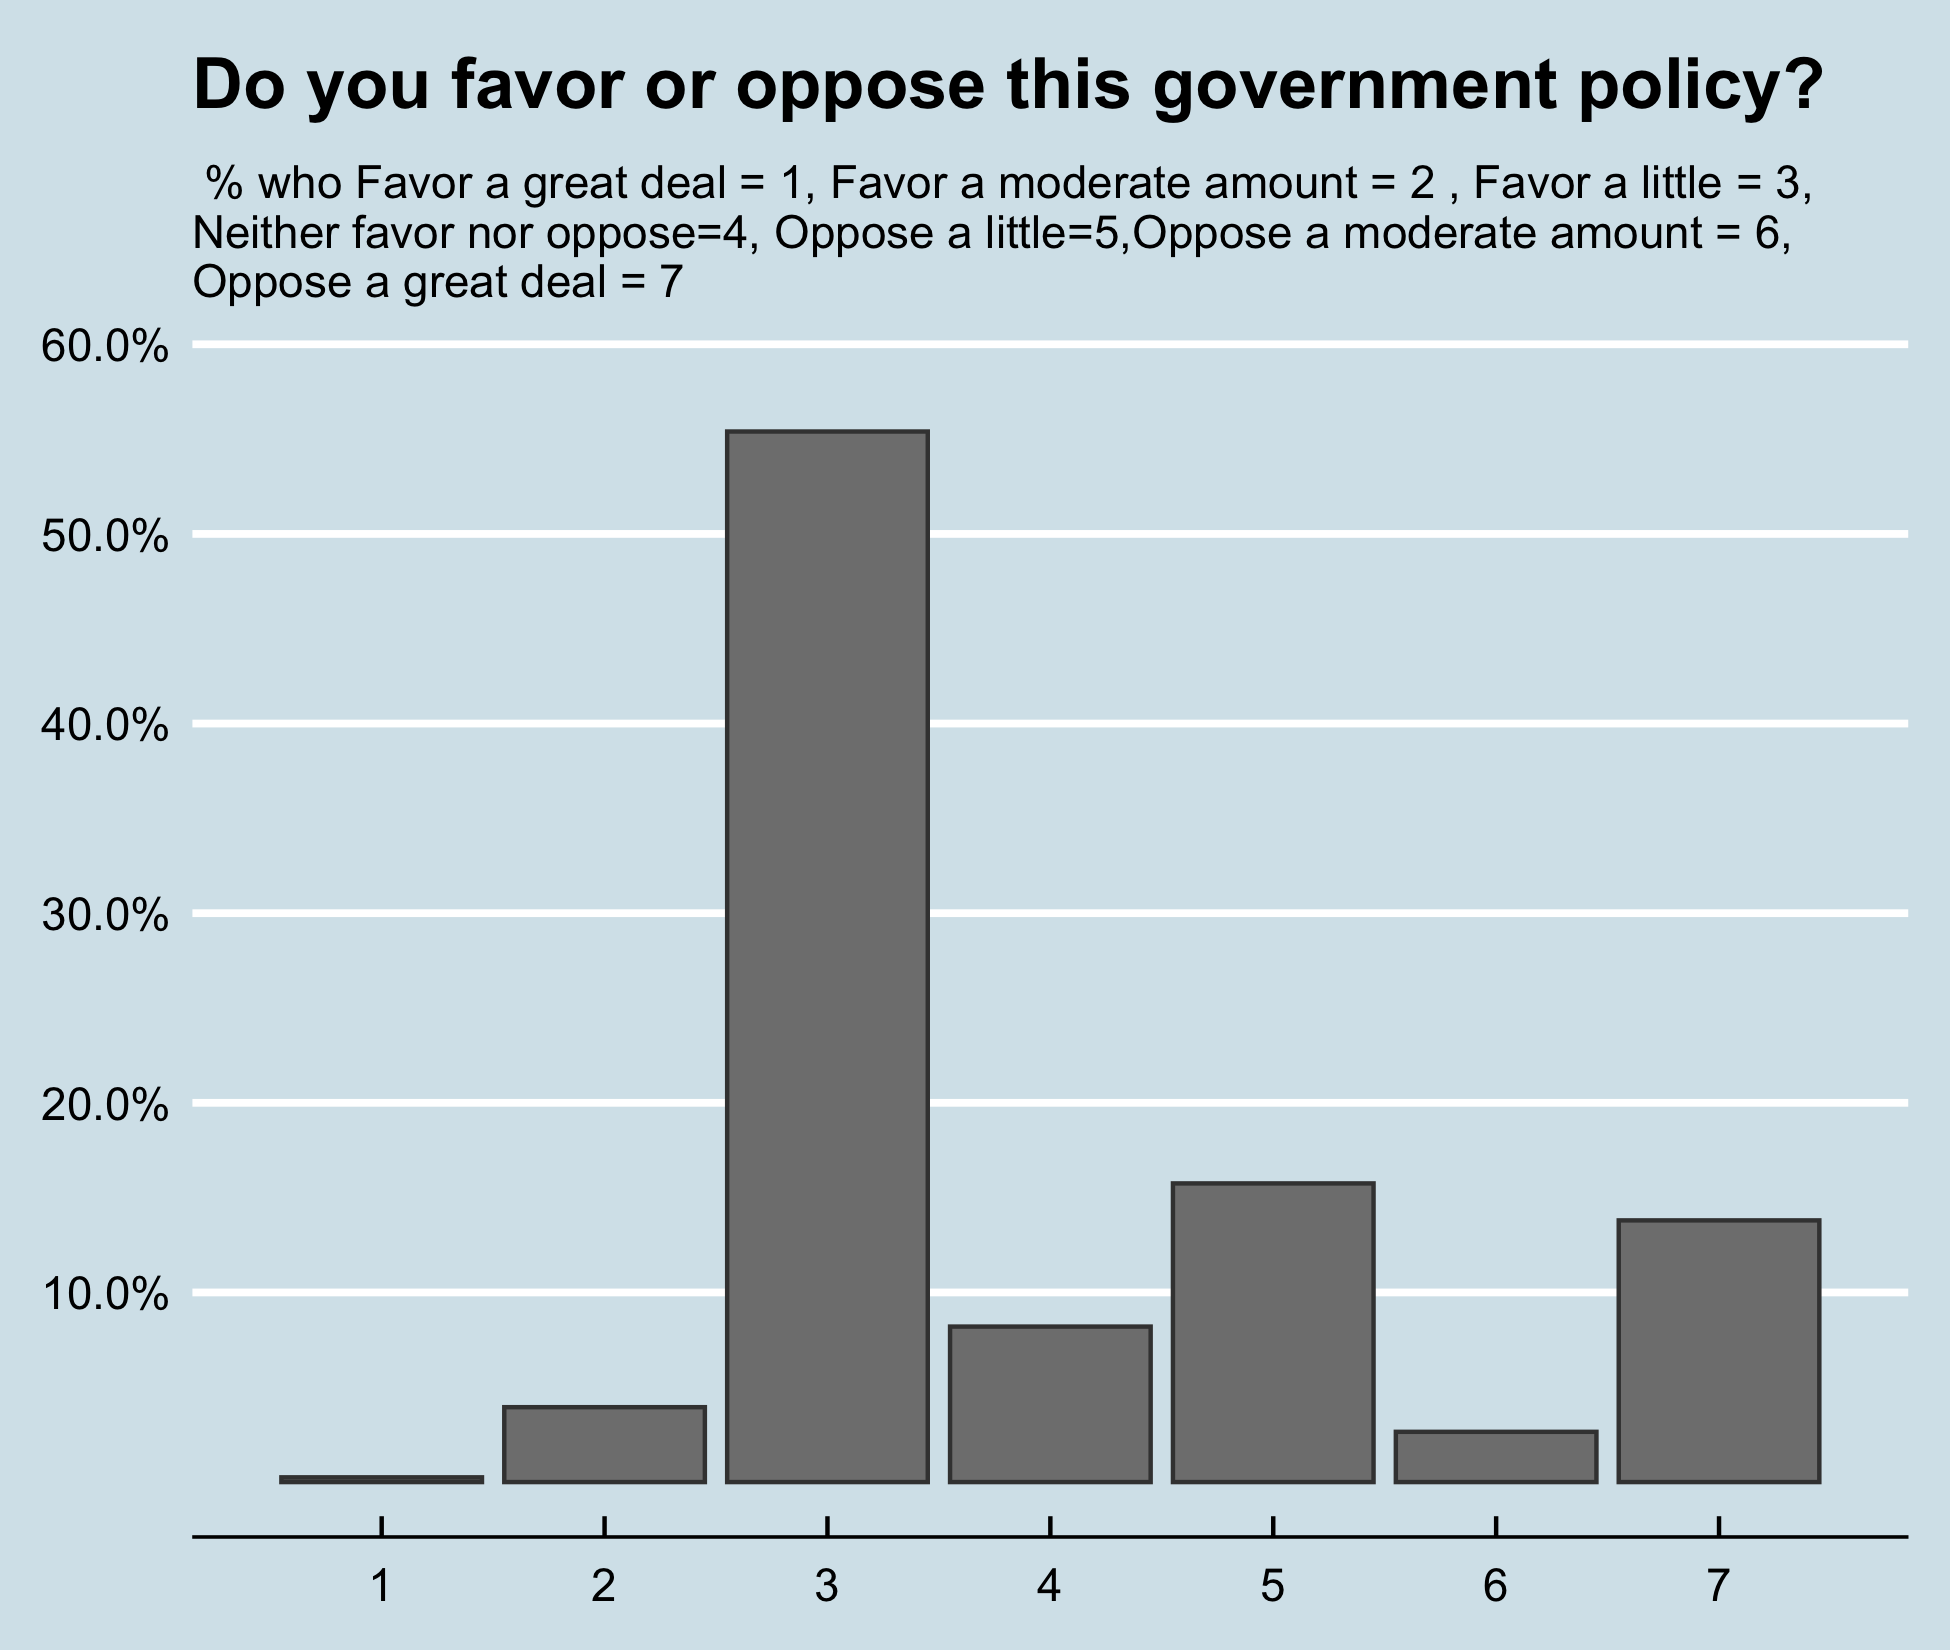 Do you favor or oppose this government policy?
% who Favor a great deal = 1, Favor a moderate amount = 2 , Favor a little = 3,
Neither favor nor oppose=4, Oppose a little=5,Oppose a moderate amount = 6,
Oppose a great deal = 7
60.0%
50.0%
40.0%
30.0%
20.0%
10.0%
1 2 3 4 5 6 7